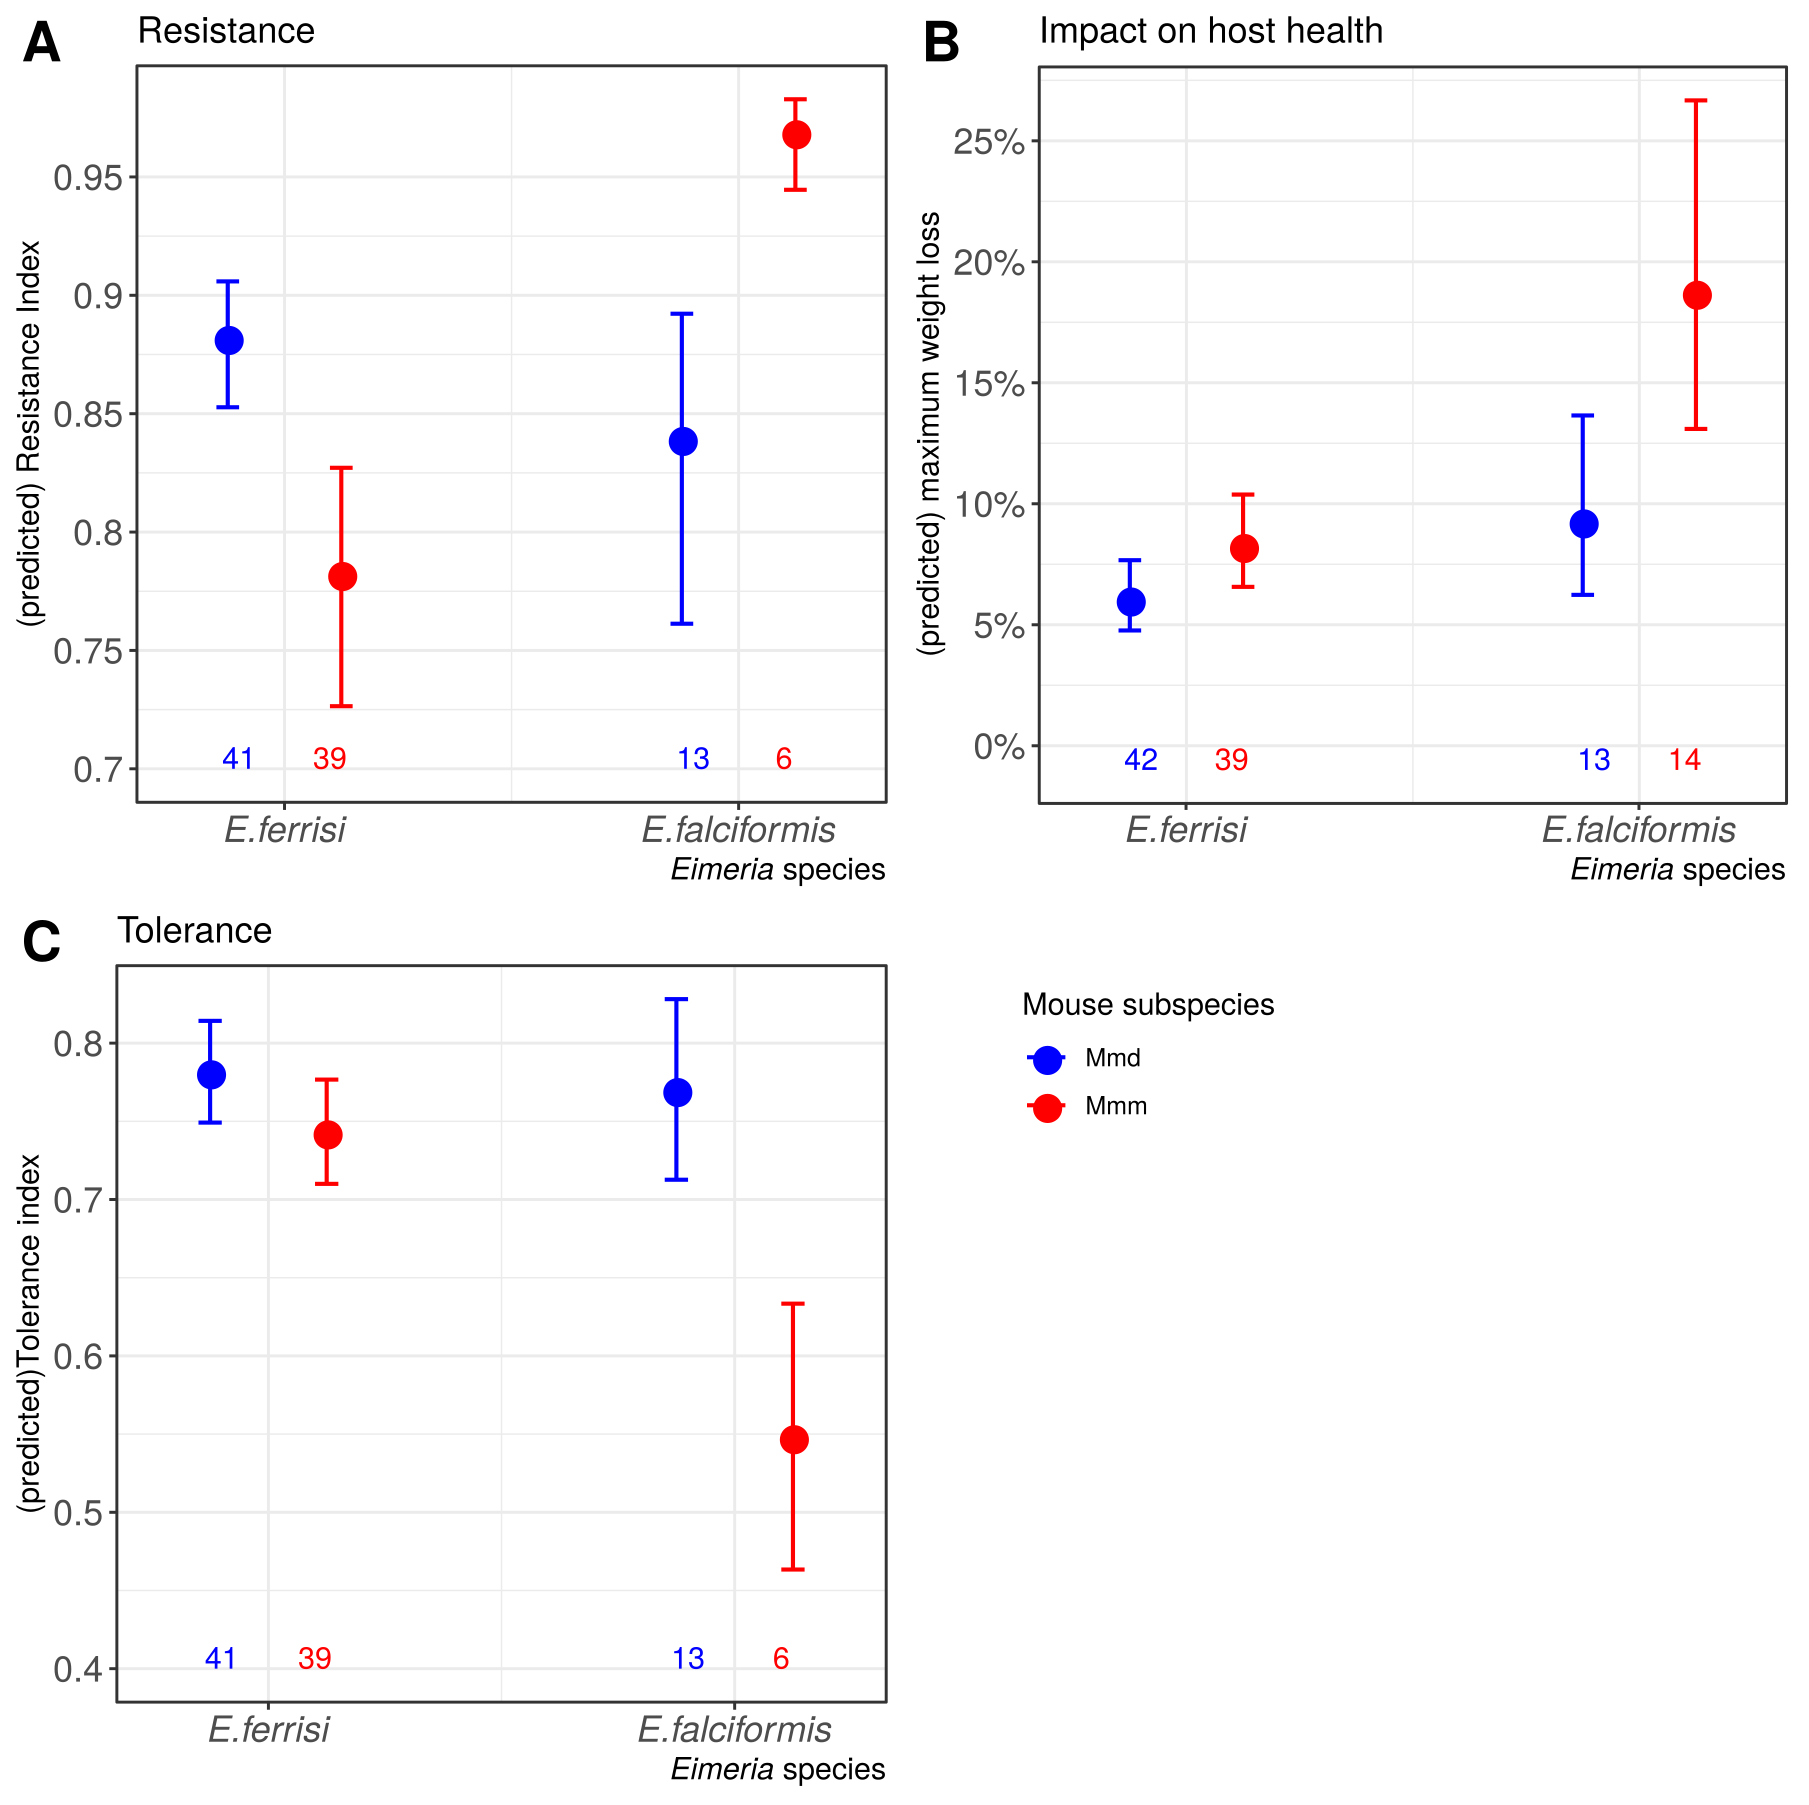 A Resistance
(predicted) Resistance Index
0.95
0.9
0.85
0.8
0.75
0.7
41 39 13 6
E.ferrisi E.falciformis
Eimeria species
B Impact on host health
(predicted) maximum weight loss
25%
20%
15%
10%
5%
0%
42 39 13 14
E.ferrisi E.falciformis
Eimeria species
C Tolerance
(predicted)Tolerance index
0.8
0.7
0.6
0.5
0.4
41 39 13 6
E.ferrisi E.falciformis
Eimeria species
Mouse subspecies
Mmd
Mmm